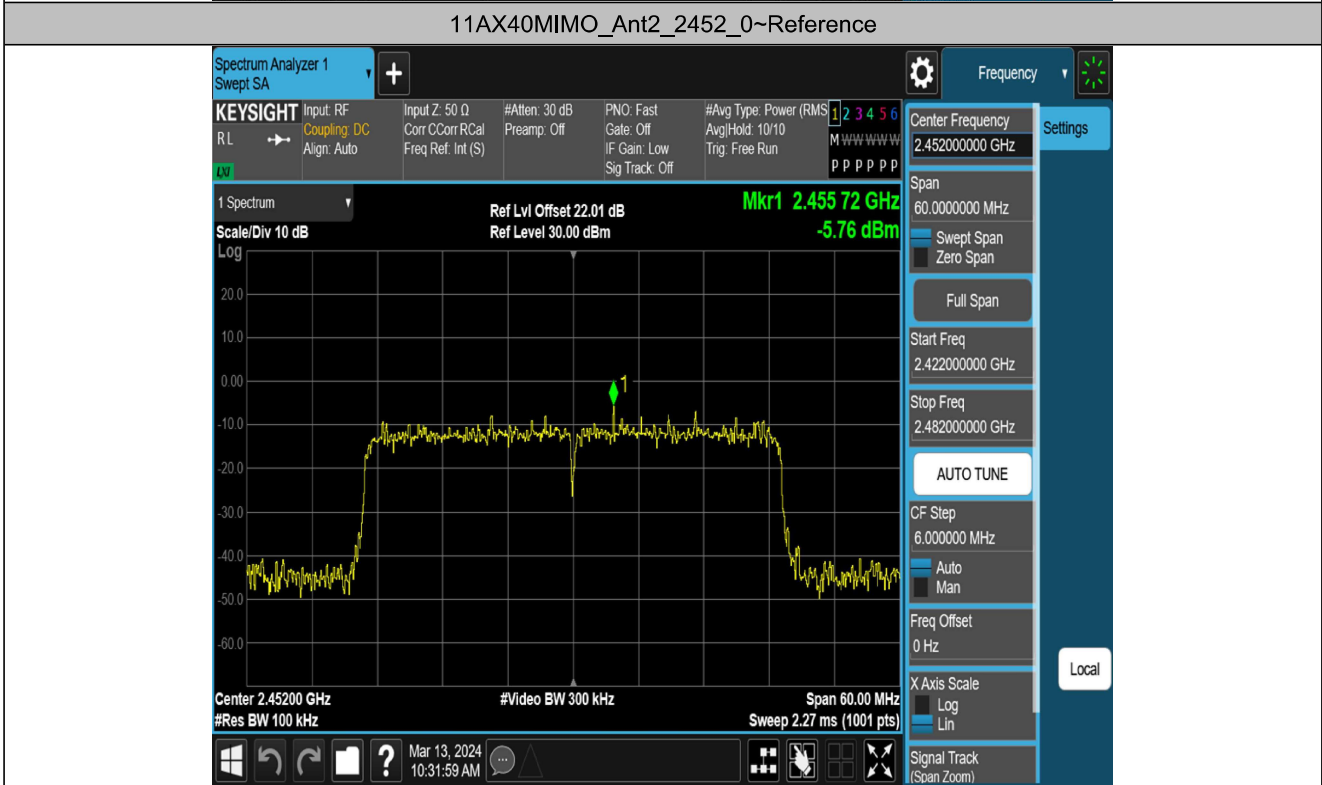 11AX40MIMO_Ant2_2452_0~Reference
Spectrum Analyzer 1
Swept SA
Frequency
KEYSIGHT
RL
LXI
Input: RF
Coupling: DC
Align: Auto
Input Z: 50 Ω
Corr CCorr RCal
Freq Ref: Int (S)
#Atten: 30 dB
Preamp: Off
PNO: Fast
Gate: Off
IF Gain: Low
Sig Track: Off
#Avg Type: Power (RMS
Avg|Hold: 10/10
Trig: Free Run
1 2 3 4 5 6
M W W W W W
P P P P P P
1 Spectrum
Scale/Div 10 dB
Log
Ref Lvl Offset 22.01 dB
Ref Level 30.00 dBm
Mkr1 2.455 72 GHz
-5.76 dBm
20.0
10.0
0.00
1
-10.0
-20.0
-30.0
-40.0
-50.0
-60.0
Center 2.45200 GHz
#Video BW 300 kHz
Span 60.00 MHz
#Res BW 100 kHz
Sweep 2.27 ms (1001 pts)
Mar 13, 2024
10:31:59 AM
Center Frequency
2.452000000 GHz
Settings
Span
60.0000000 MHz
Swept Span
Zero Span
Full Span
Start Freq
2.422000000 GHz
Stop Freq
2.482000000 GHz
AUTO TUNE
CF Step
6.000000 MHz
Auto
Man
Freq Offset
0 Hz
Local
X Axis Scale
Log
Lin
Signal Track
(Span Zoom)